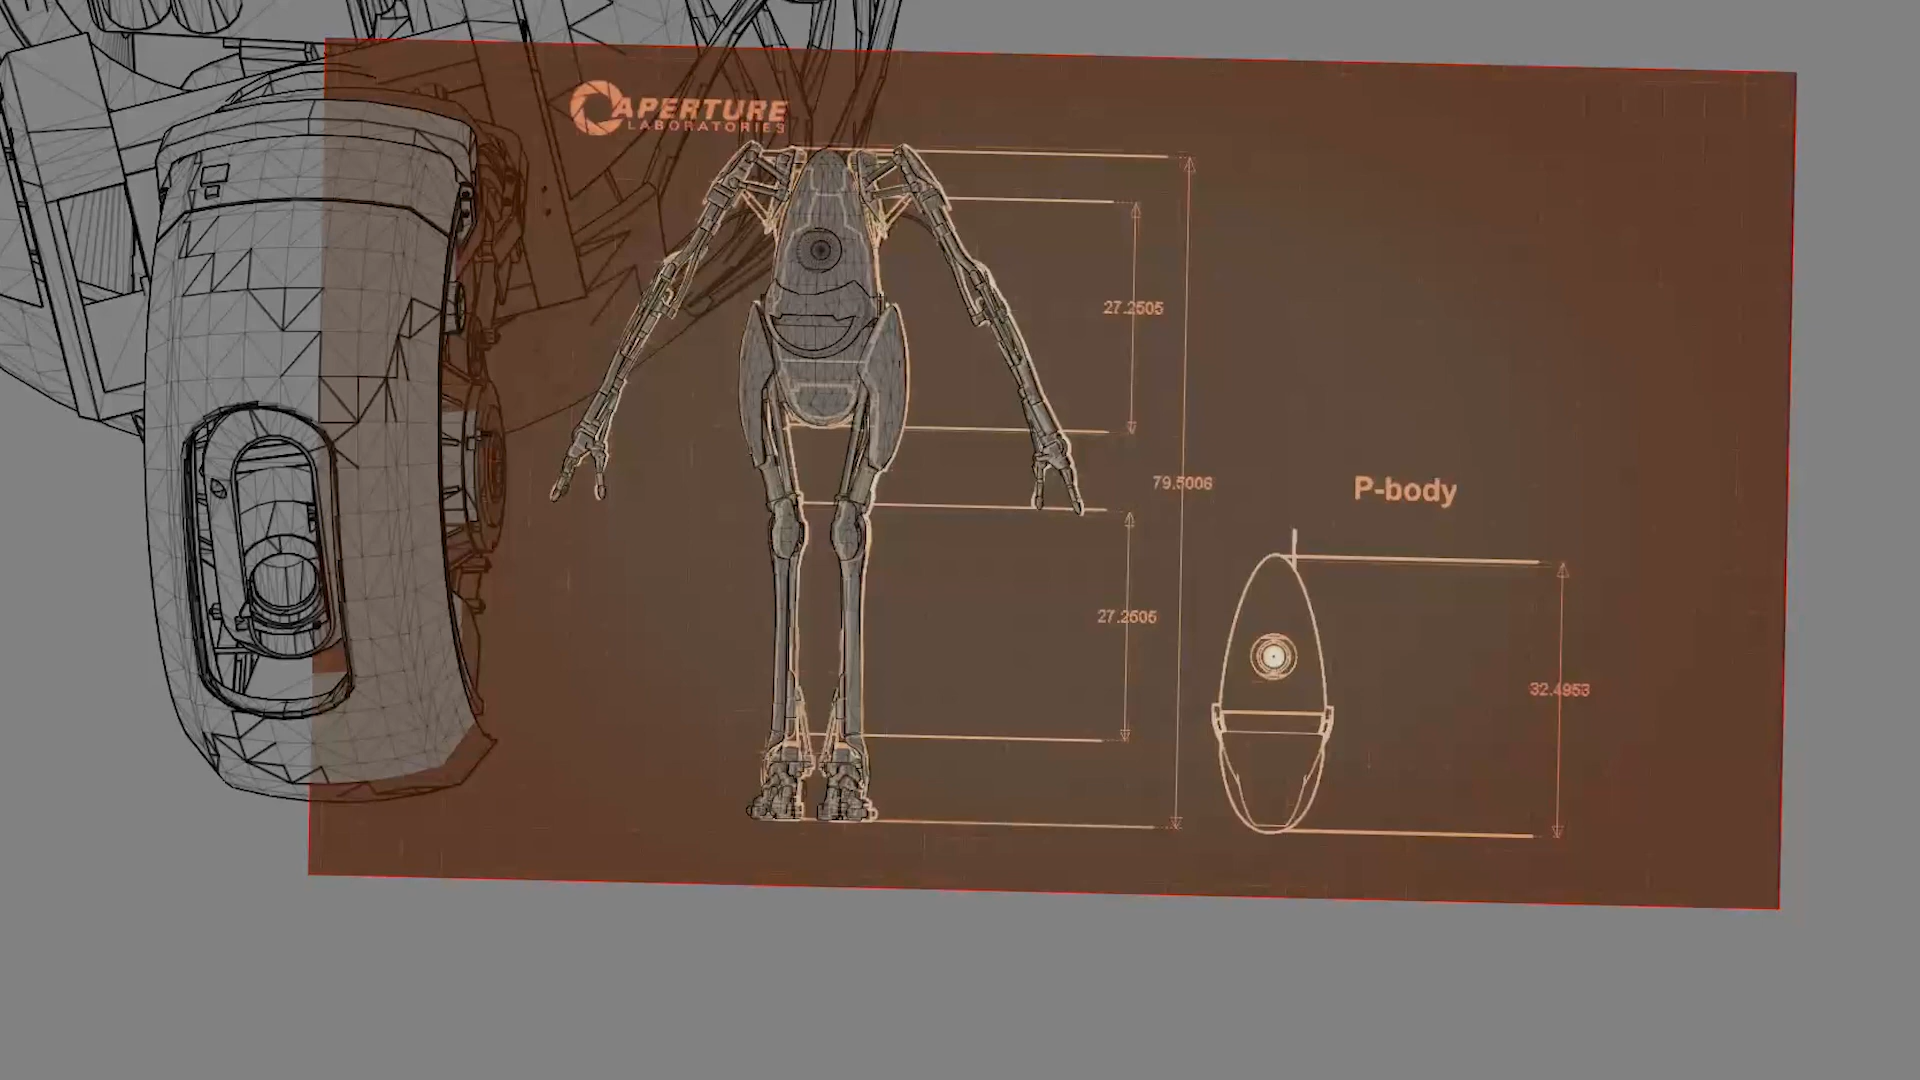 APERTURE
LABORATORIES
27.2505
79.5006
P-body
27.2505
32.4953